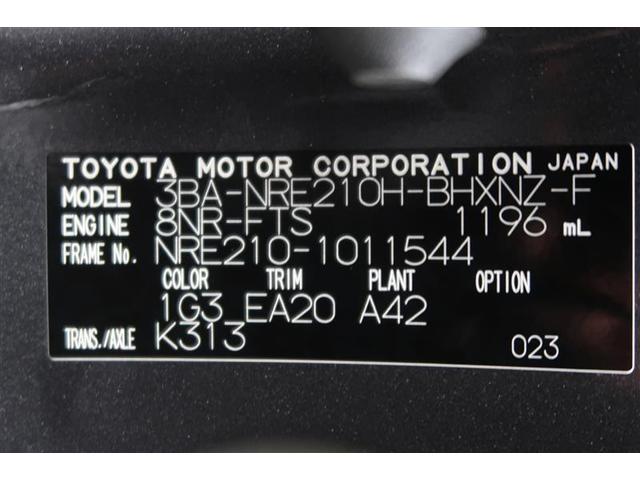 TOYOTA MOTOR CORPORATION JAPAN
MODEL 3BA-NRE210H-BHXNZ-F
ENGINE 8NR-FTS 1196 mL
FRAME No. NRE210-1011544
COLOR TRIM PLANT OPTION
1G3 EA20 A42
TRANS./AXLE K313 023